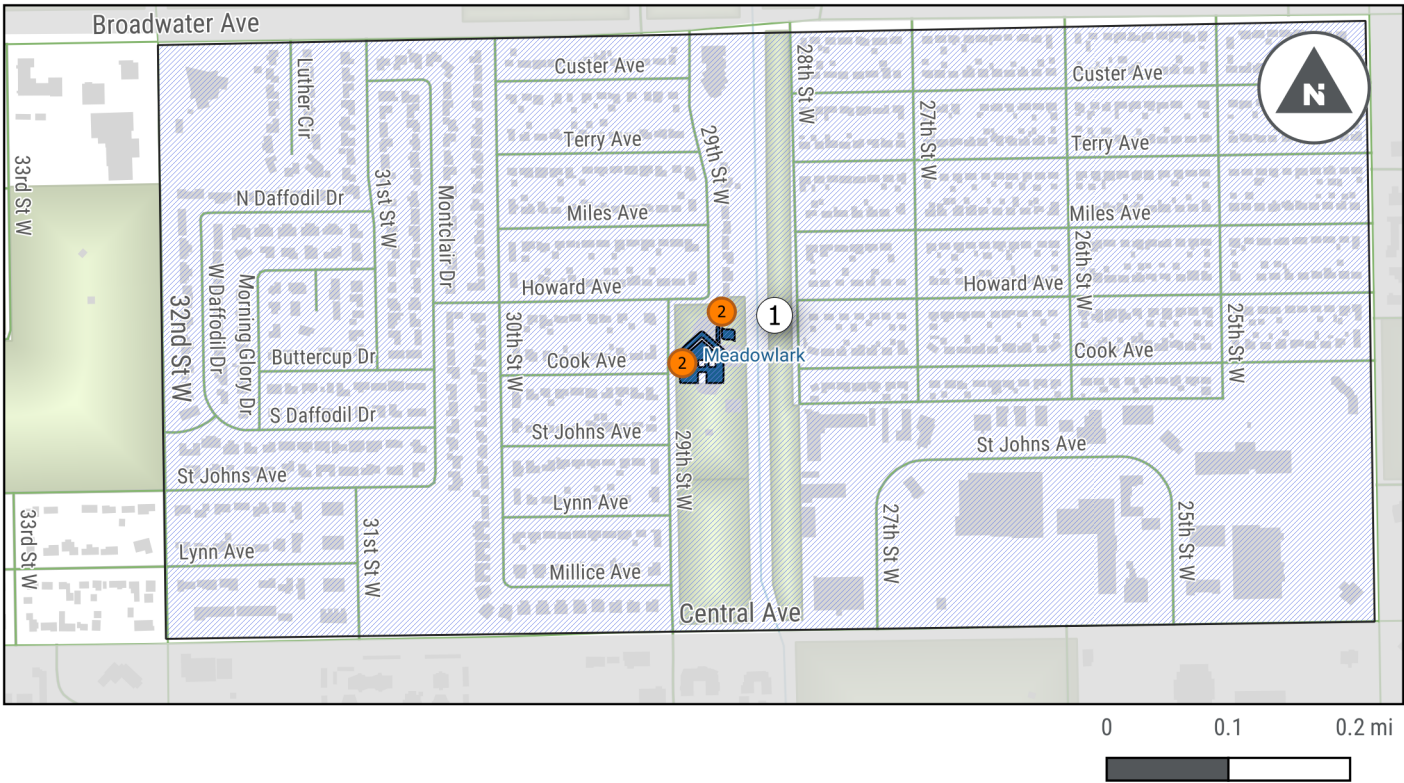 Broadwater Ave
Luther Cir
Custer Ave
28th St W
Custer Ave
N
27th St W
Terry Ave
29th St W
Terry Ave
33rd St W
31st St W
N Daffodil Dr
Montclair Dr
Miles Ave
Miles Ave
26th St W
W Daffodil Dr
Morning Glory Dr
Howard Ave
Howard Ave
32nd St W
2
1
30th St W
25th St W
Buttercup Dr
Cook Ave
2
Meadowlark
Cook Ave
S Daffodil Dr
St Johns Ave
29th St W
St Johns Ave
St Johns Ave
Lynn Ave
27th St W
25th St W
33rd St W
31st St W
Lynn Ave
Millice Ave
Central Ave
0 0.1 0.2 mi